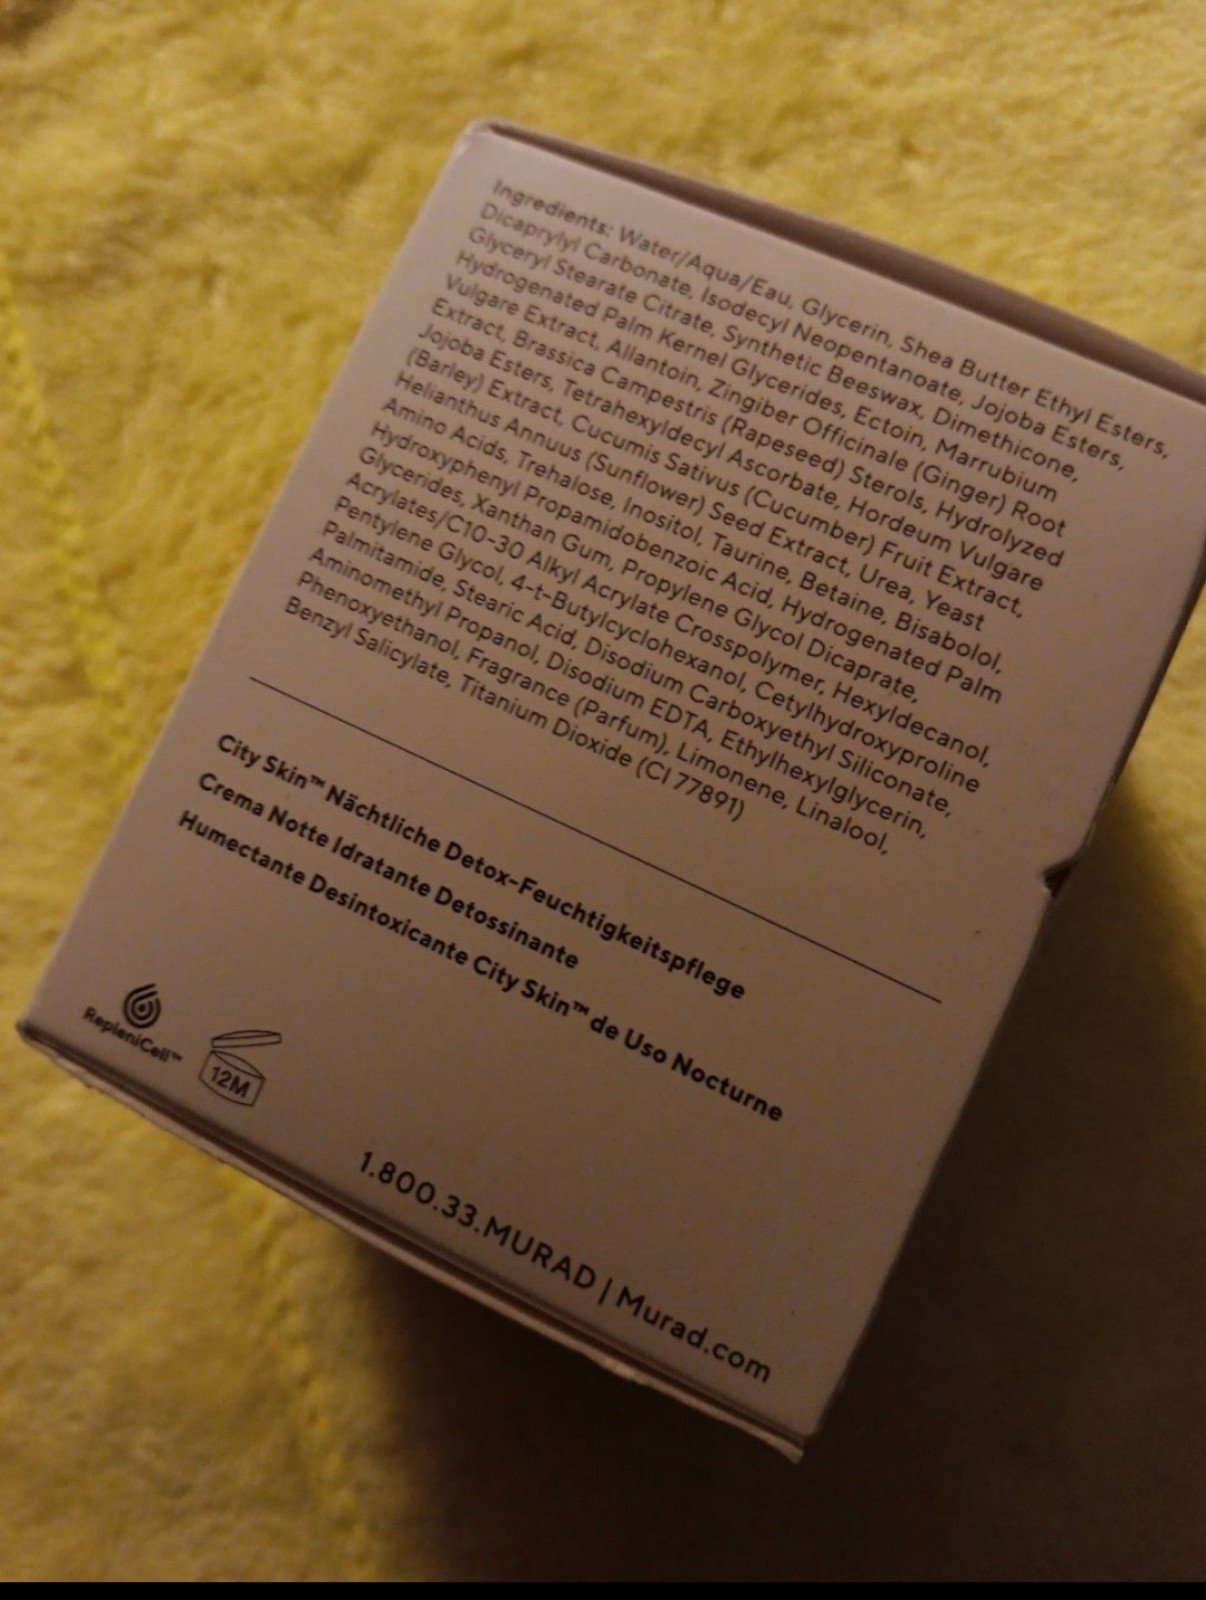 Ingredients: Water/Aqua/Eau, Glycerin, Shea Butter Ethyl Esters,
Dicaprylyl Carbonate, Isodecyl Neopentanoate, Jojoba Esters,
Glyceryl Stearate Citrate, Synthetic Beeswax, Dimethicone,
Hydrogenated Palm Kernel Glycerides, Ectoin, Marrubium
Vulgare Extract, Allantoin, Zingiber Officinale (Ginger) Root
Extract, Brassica Campestris (Rapeseed) Sterols, Hydrolyzed
Jojoba Esters, Tetrahexyldecyl Ascorbate, Hordeum Vulgare
(Barley) Extract, Cucumis Sativus (Cucumber) Fruit Extract,
Helianthus Annuus (Sunflower) Seed Extract, Urea, Yeast
Amino Acids, Trehalose, Inositol, Taurine, Betaine, Bisabolol,
Hydroxyphenyl Propamidobenzoic Acid, Hydrogenated Palm
Glycerides, Xanthan Gum, Propylene Glycol Dicaprate,
Acrylates/C10-30 Alkyl Acrylate Crosspolymer, Hexyldecanol,
Pentylene Glycol, 4-t-Butylcyclohexanol, Cetylhydroxyproline
Palmitamide, Stearic Acid, Disodium Carboxyethyl Siliconate,
Aminomethyl Propanol, Disodium EDTA, Ethylhexylglycerin,
Phenoxyethanol, Fragrance (Parfum), Limonene, Linalool,
Benzyl Salicylate, Titanium Dioxide (CI 77891)
City Skin™ Nächtliche Detox-Feuchtigkeitspflege
Crema Notte Idratante Detossinante
Humectante Desintoxicante City Skin™ de Uso Nocturne
RepleniCell™
12M
1.800.33.MURAD | Murad.com